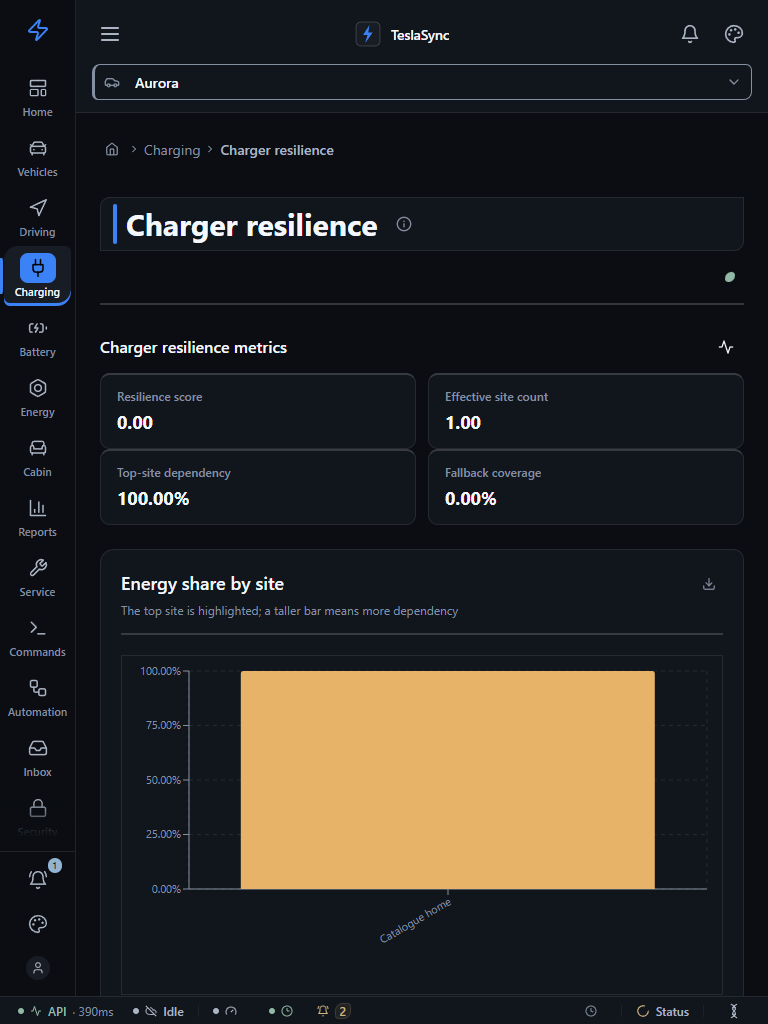 TeslaSync
Aurora
Home
Vehicles
Driving
Charging
Battery
Energy
Cabin
Reports
Service
Commands
Automation
Inbox
Security
1
Charging
Charger resilience
Charger resilience
Charger resilience metrics
Resilience score
0.00
Effective site count
1.00
Top-site dependency
100.00%
Fallback coverage
0.00%
Energy share by site
The top site is highlighted; a taller bar means more dependency
100.00%
75.00%
50.00%
25.00%
0.00%
Catalogue home
API · 390ms
Idle
2
Status